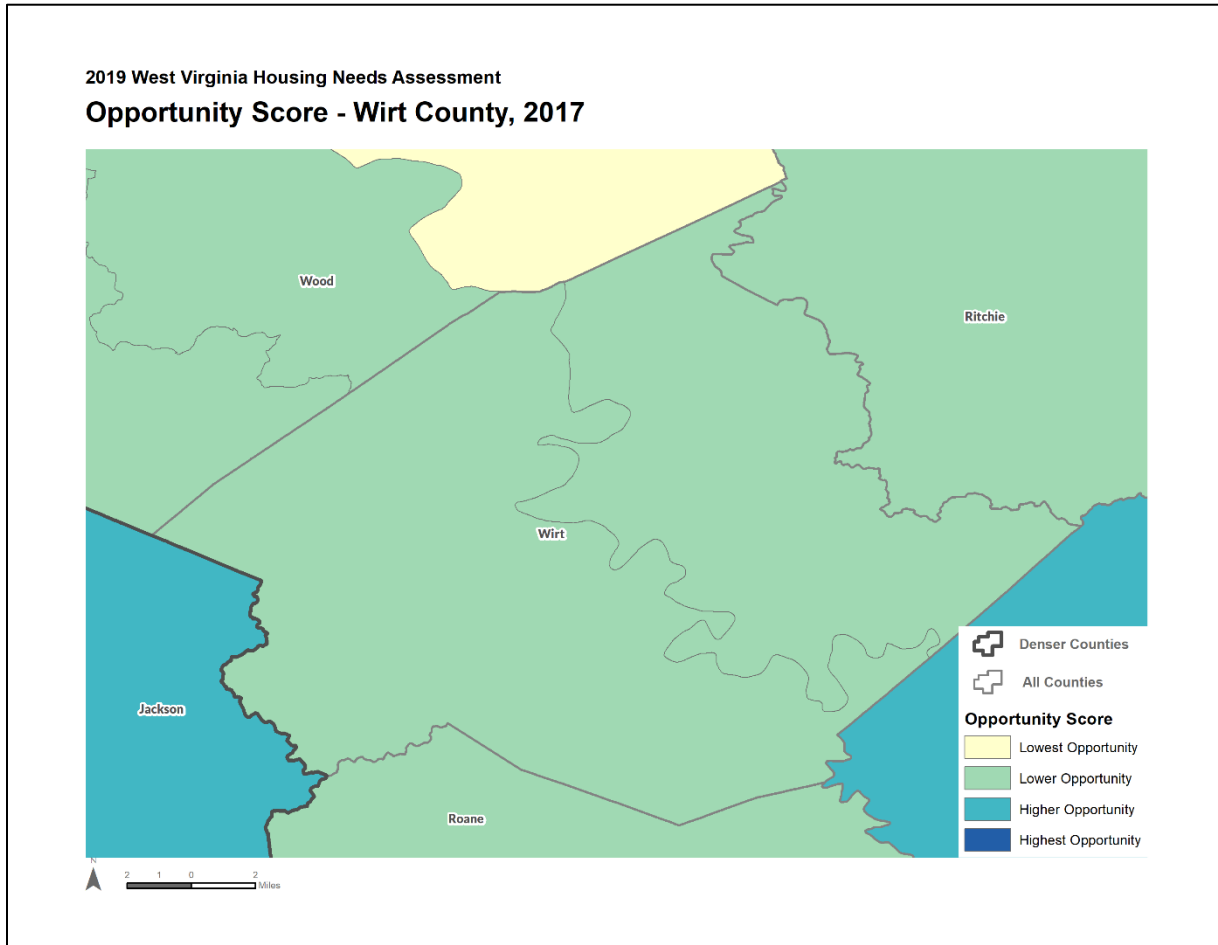 2019 West Virginia Housing Needs Assessment
Opportunity Score - Wirt County, 2017
Wood
Ritchie
Wirt
Jackson
Roane
Denser Counties
All Counties
Opportunity Score
Lowest Opportunity
Lower Opportunity
Higher Opportunity
Highest Opportunity
N
2 1 0 2
Miles